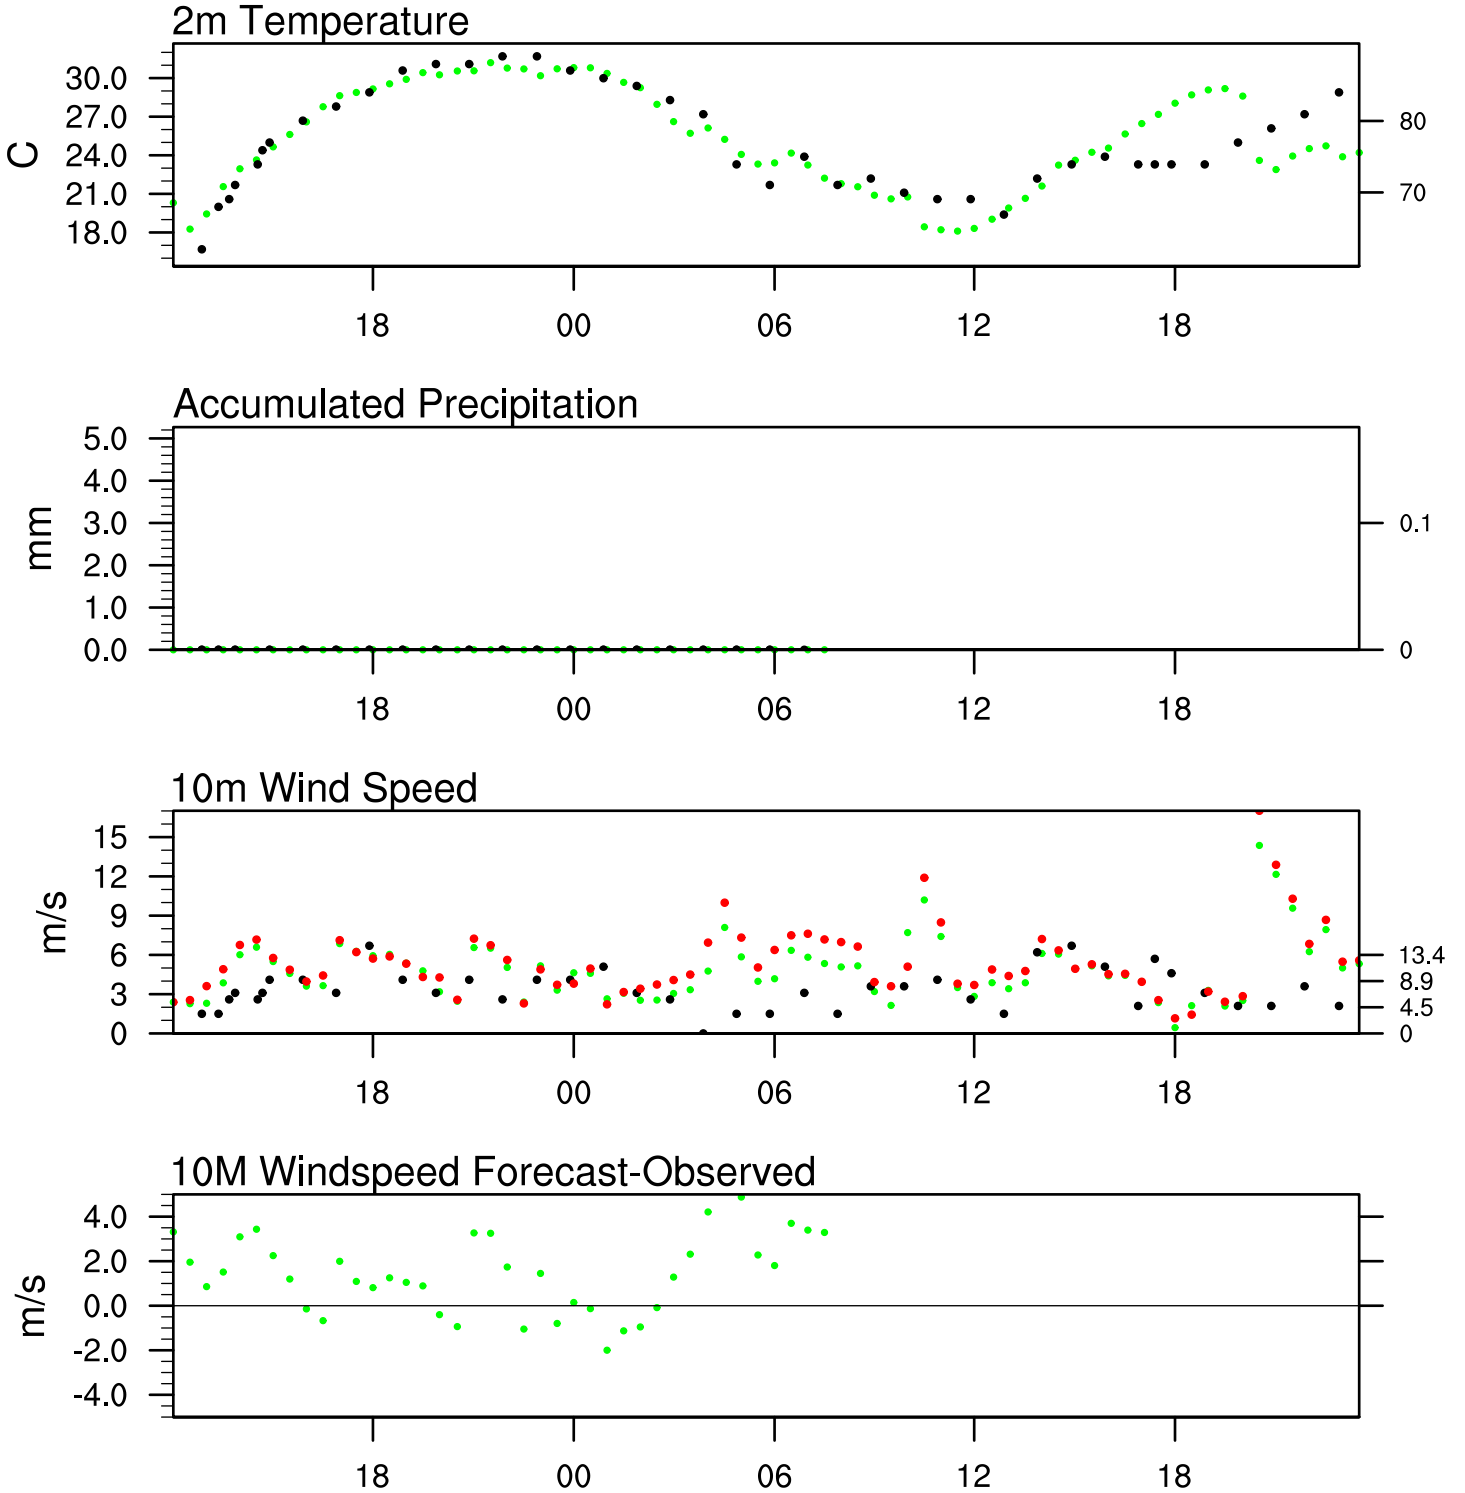 2m Temperature
30.0
27.0
24.0
21.0
18.0
C
80
70
18 00 06 12 18
Accumulated Precipitation
5.0
4.0
3.0
2.0
1.0
0.0
mm
0.1
0
18 00 06 12 18
10m Wind Speed
15
12
9
6
3
0
m/s
13.4
8.9
4.5
0
18 00 06 12 18
10M Windspeed Forecast-Observed
4.0
2.0
0.0
-2.0
-4.0
m/s
18 00 06 12 18